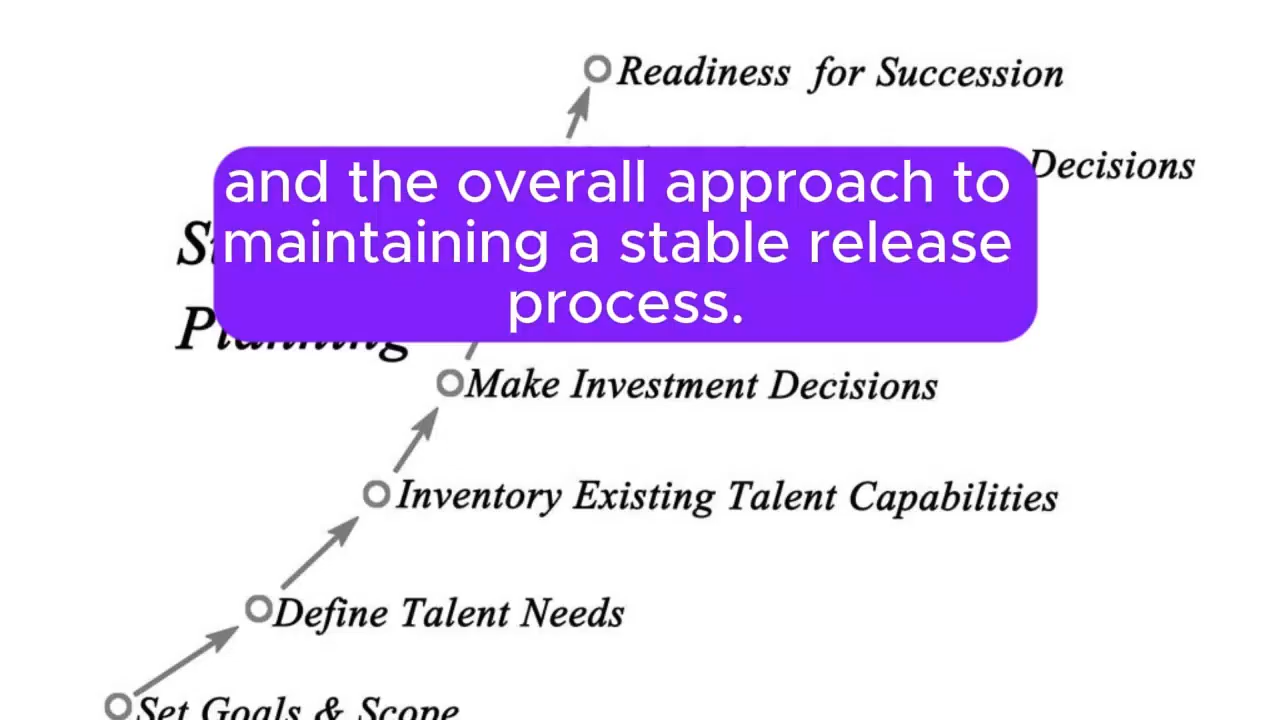 Readiness for Succession
Decisions
and the overall approach to
maintaining a stable release
process.
Planning
Make Investment Decisions
Inventory Existing Talent Capabilities
Define Talent Needs
Set Goals & Scope